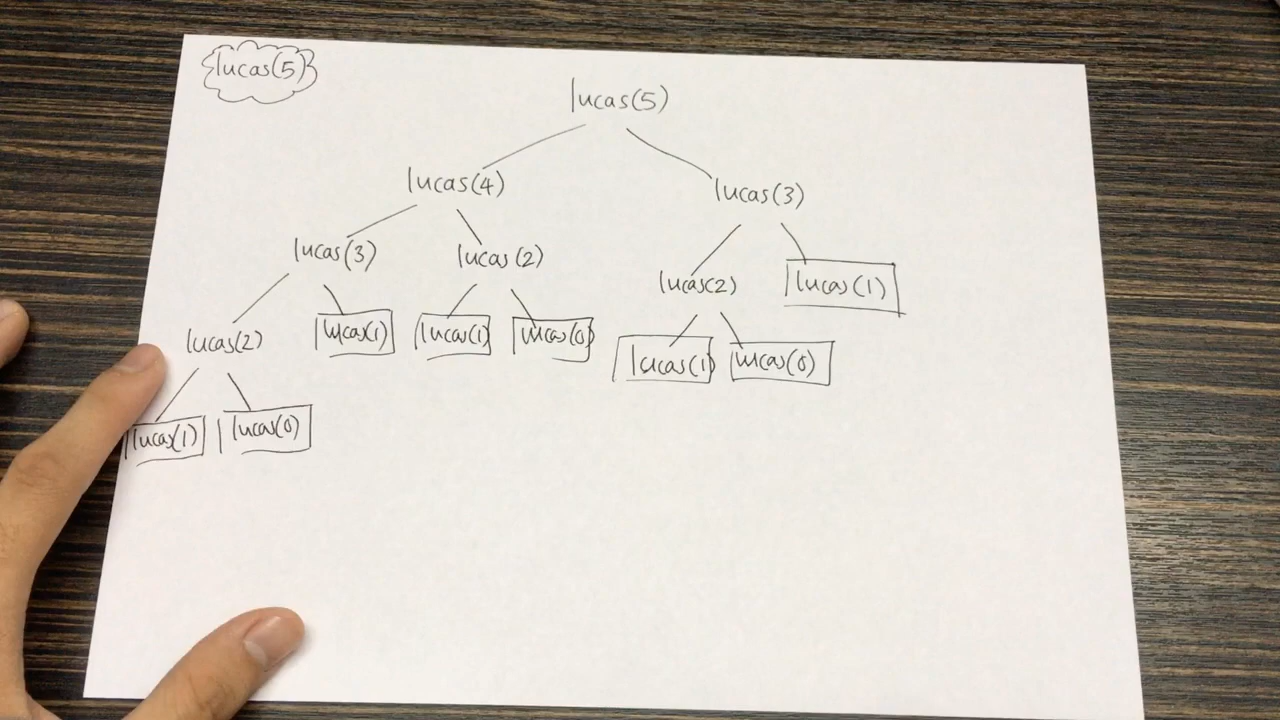 lucas(5)
lucas(5)
lucas(4) lucas(3)
lucas(3) lucas(2) lucas(2) lucas(1)
lucas(2) lucas(1) lucas(1) lucas(0) lucas(1) lucas(0)
lucas(1) lucas(0)